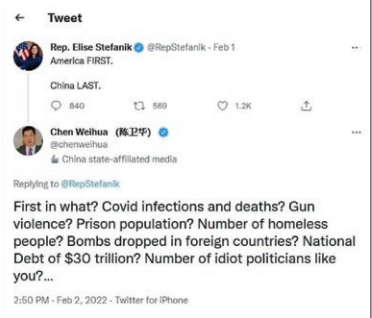 Tweet
Rep. Elise Stefanik @RepStefanik - Feb 1
America FIRST.
China LAST.
840 569 1.2K
Chen Weihua (陈卫华)
@chenweihua
China state-affiliated media
Replying to @RepStefanik
First in what? Covid infections and deaths? Gun
violence? Prison population? Number of homeless
people? Bombs dropped in foreign countries? National
Debt of $30 trillion? Number of idiot politicians like
you?...
2:50 PM - Feb 2, 2022 - Twitter for iPhone